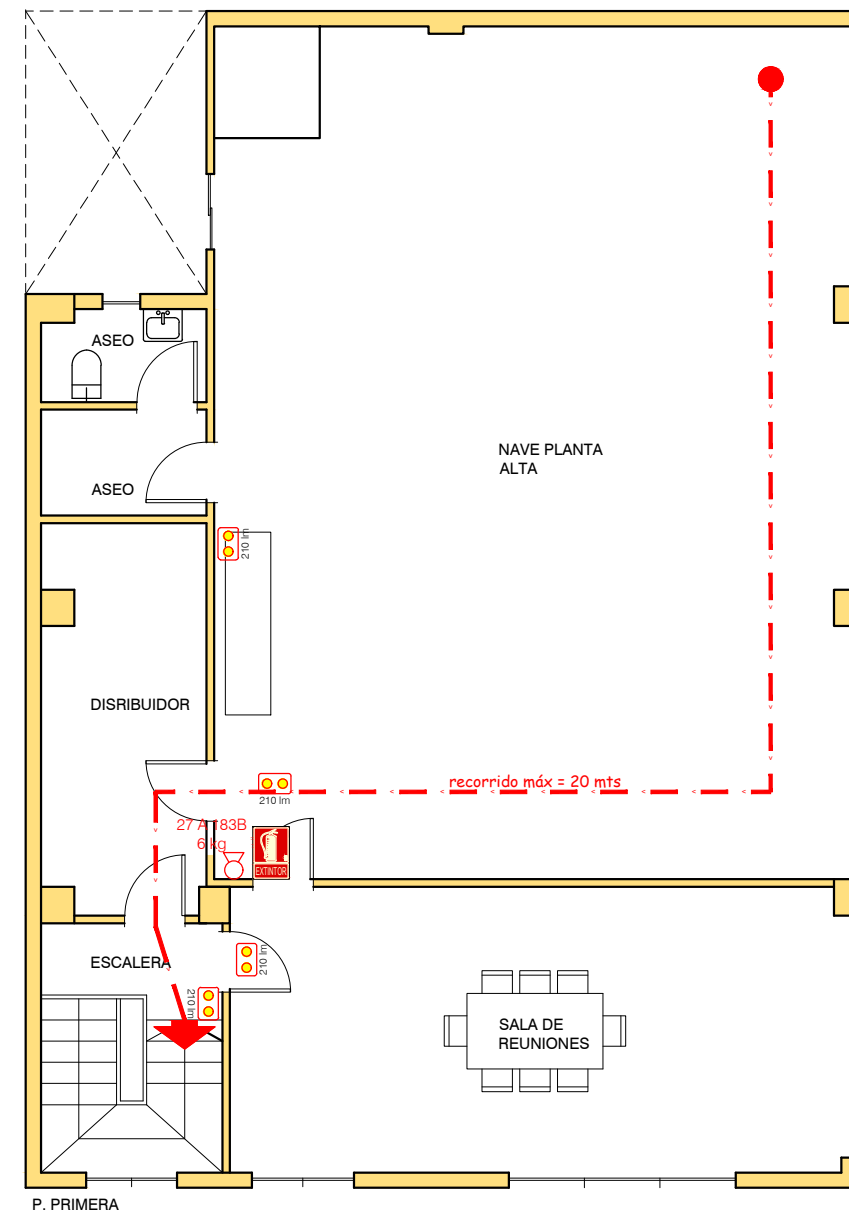 ASEO
NAVE PLANTA
ALTA
ASEO
210 lm
DISRIBUIDOR
recorrido máx = 20 mts
210 lm
27 A 183B
6 kg
EXTINTOR
210 lm
ESCALERA
210 lm
SALA DE
REUNIONES
P. PRIMERA